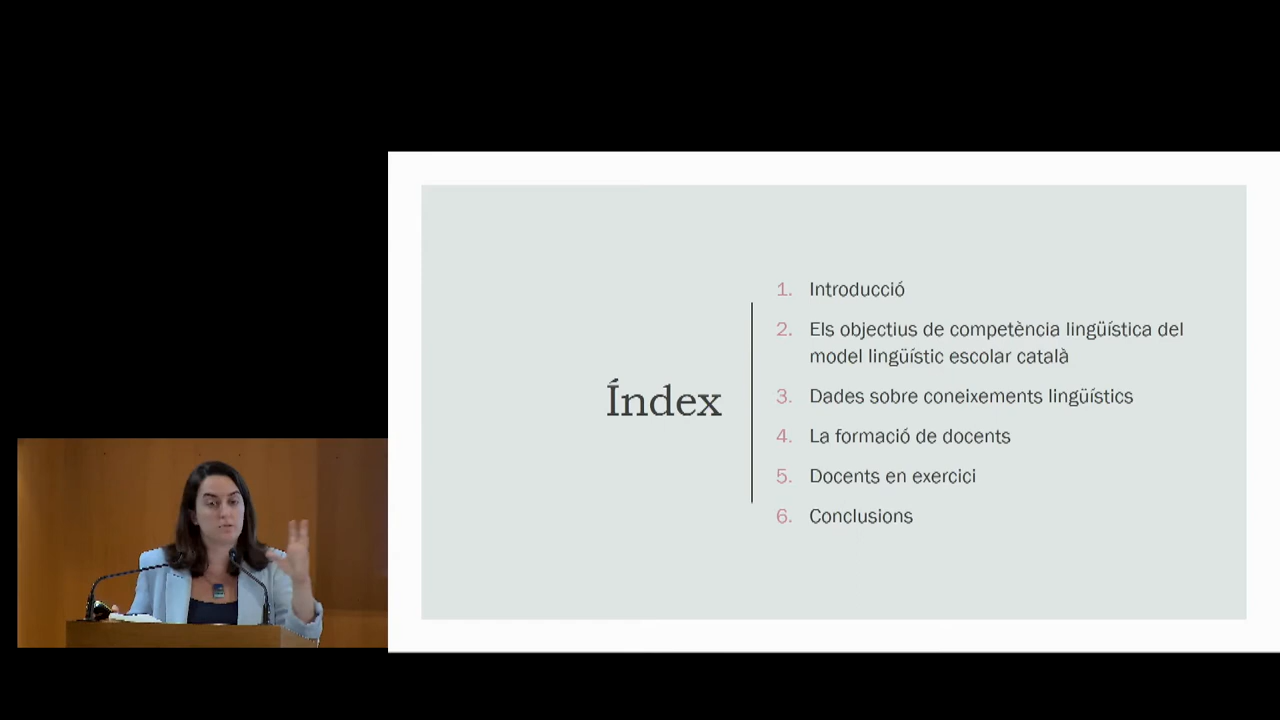 Índex
1. Introducció
2. Els objectius de competència lingüística del
model lingüístic escolar català
3. Dades sobre coneixements lingüístics
4. La formació de docents
5. Docents en exercici
6. Conclusions